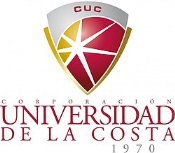 CUC
CORPORACIÓN
UNIVERSIDAD
DE LA COSTA
1970